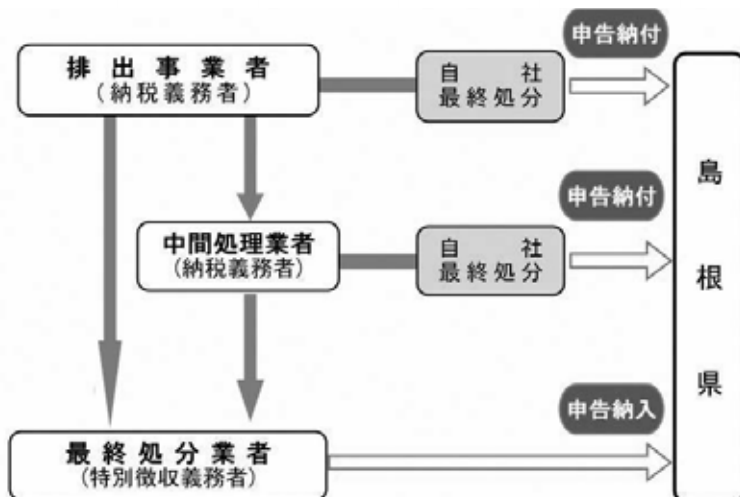 申告納付
排出事業者
(納税義務者)
自社
最終処分
申告納付
中間処理業者
(納税義務者)
自社
最終処分
島根県
申告納入
最終処分業者
(特別徴収義務者)